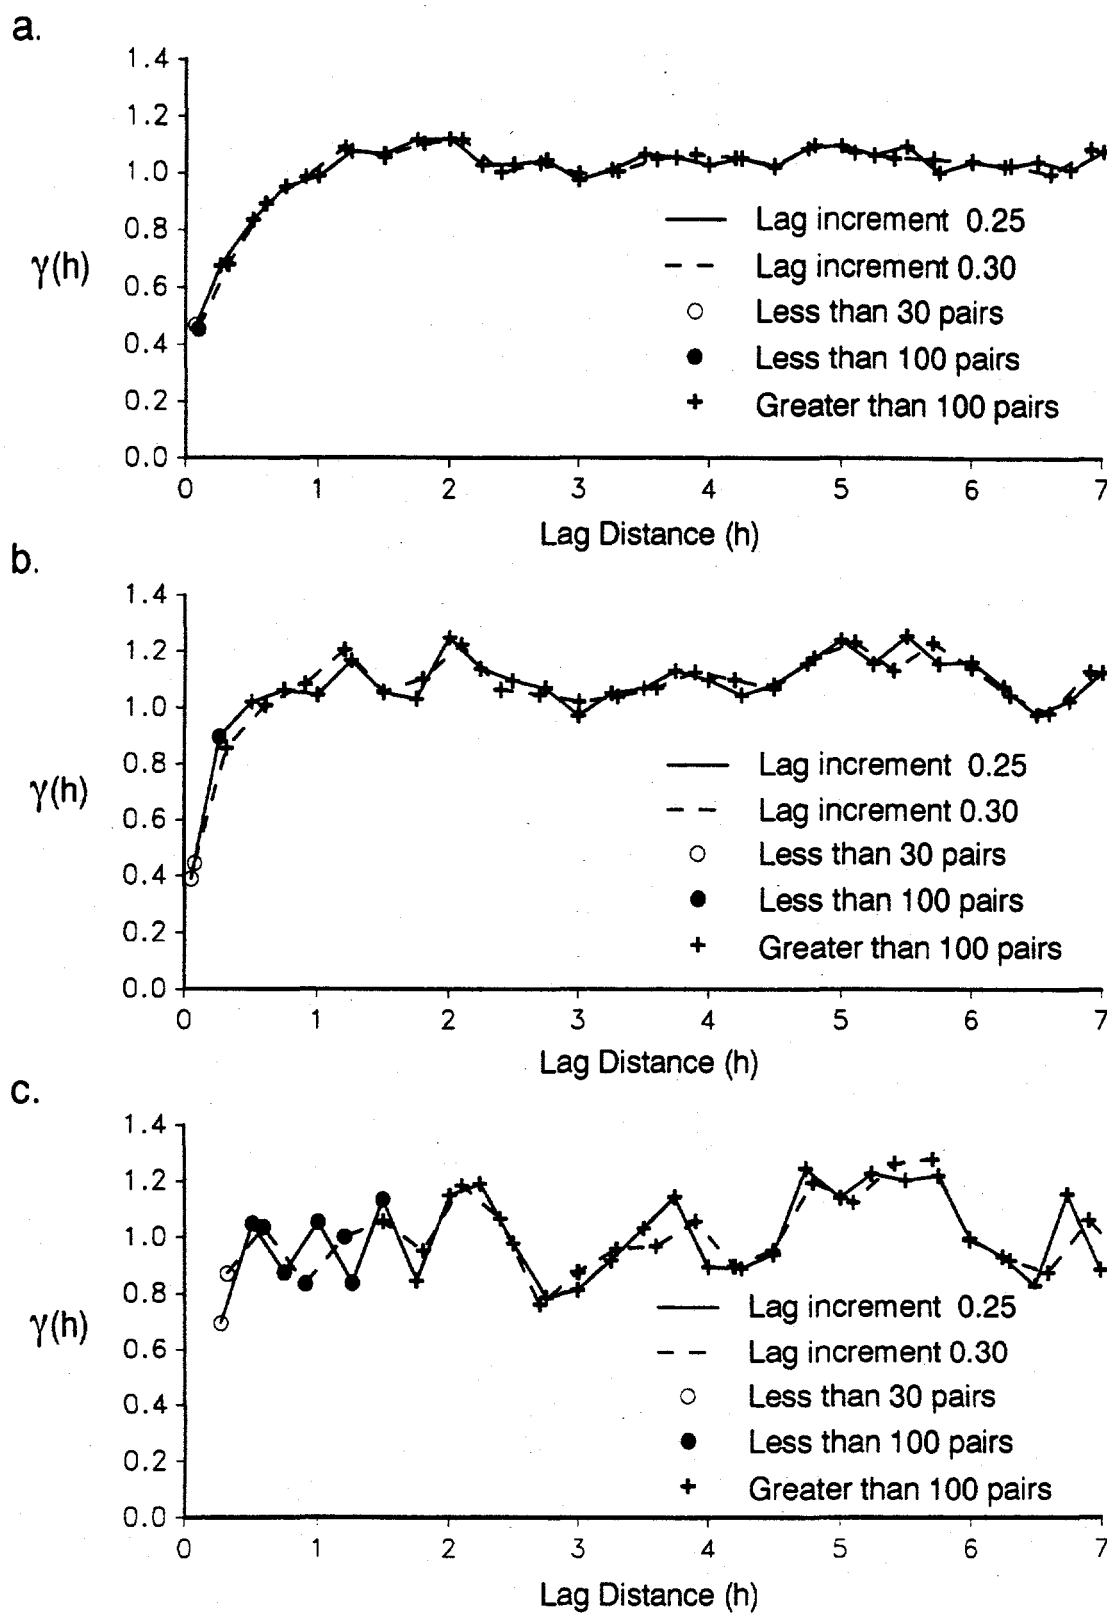 a.
1.4
1.2
1.0
0.8
0.6
0.4
0.2
0.0
γ(h)
Lag increment 0.25
Lag increment 0.30
Less than 30 pairs
Less than 100 pairs
Greater than 100 pairs
0 1 2 3 4 5 6 7
Lag Distance (h)
b.
1.4
1.2
1.0
0.8
0.6
0.4
0.2
0.0
γ(h)
Lag increment 0.25
Lag increment 0.30
Less than 30 pairs
Less than 100 pairs
Greater than 100 pairs
0 1 2 3 4 5 6 7
Lag Distance (h)
c.
1.4
1.2
1.0
0.8
0.6
0.4
0.2
0.0
γ(h)
Lag increment 0.25
Lag increment 0.30
Less than 30 pairs
Less than 100 pairs
Greater than 100 pairs
0 1 2 3 4 5 6 7
Lag Distance (h)